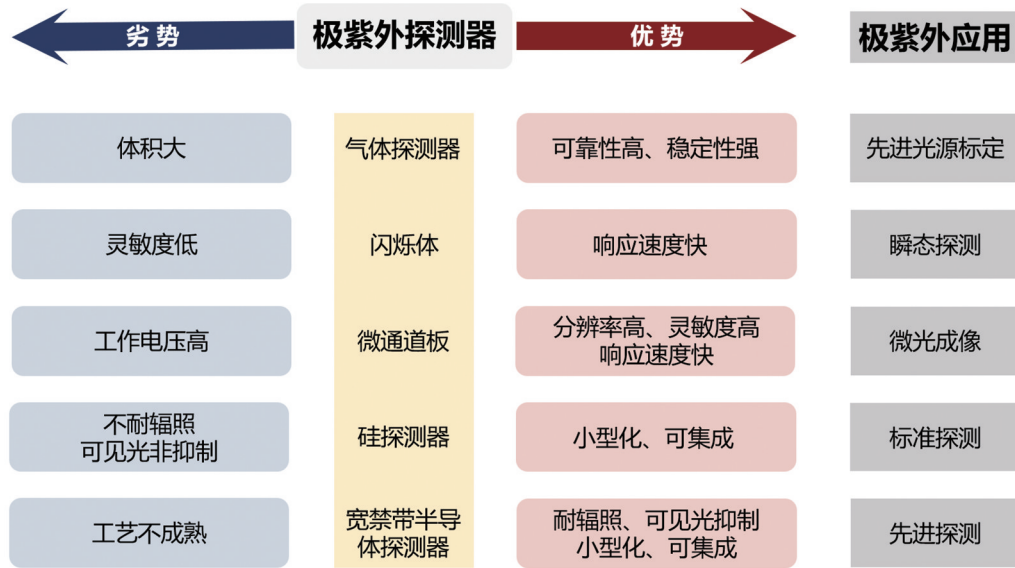 劣势 极紫外探测器 优势 极紫外应用
体积大 气体探测器 可靠性高、稳定性强 先进光源标定
灵敏度低 闪烁体 响应速度快 瞬态探测
工作电压高 微通道板 分辨率高、灵敏度高
响应速度快 微光成像
不耐辐照
可见光非抑制 硅探测器 小型化、可集成 标准探测
工艺不成熟 宽禁带半导
体探测器 耐辐照、可见光抑制
小型化、可集成 先进探测